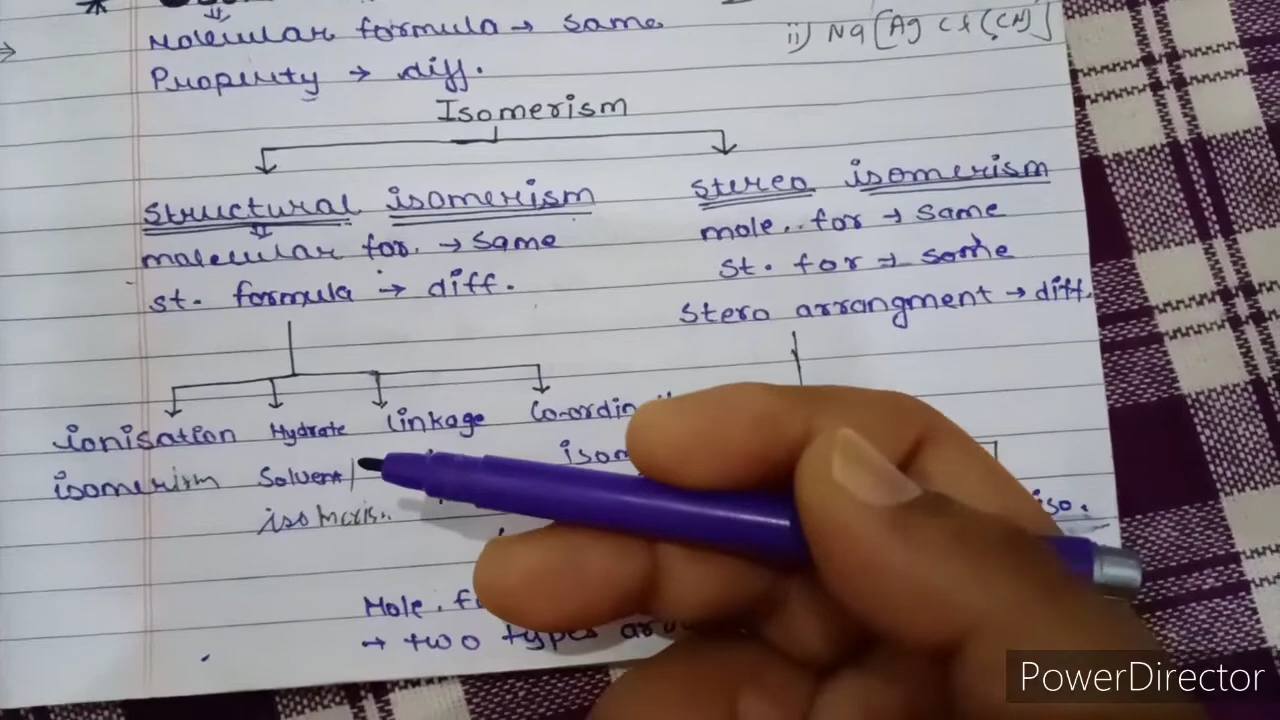 Molecular formula → same
ii) Na[Ag Cl (CN)]
Property → diff.
Isomerism
Structural isomerism
stereo isomerism
molecular for. → same
mole. for → same
st. formula → diff.
st. for → same
stero arrangment → diff.
ionisation Hydrate Linkage Co-ordin
isomerism Solvent/
isom
isomeris..
iso.
Mole. f
→ two types arou
PowerDirector